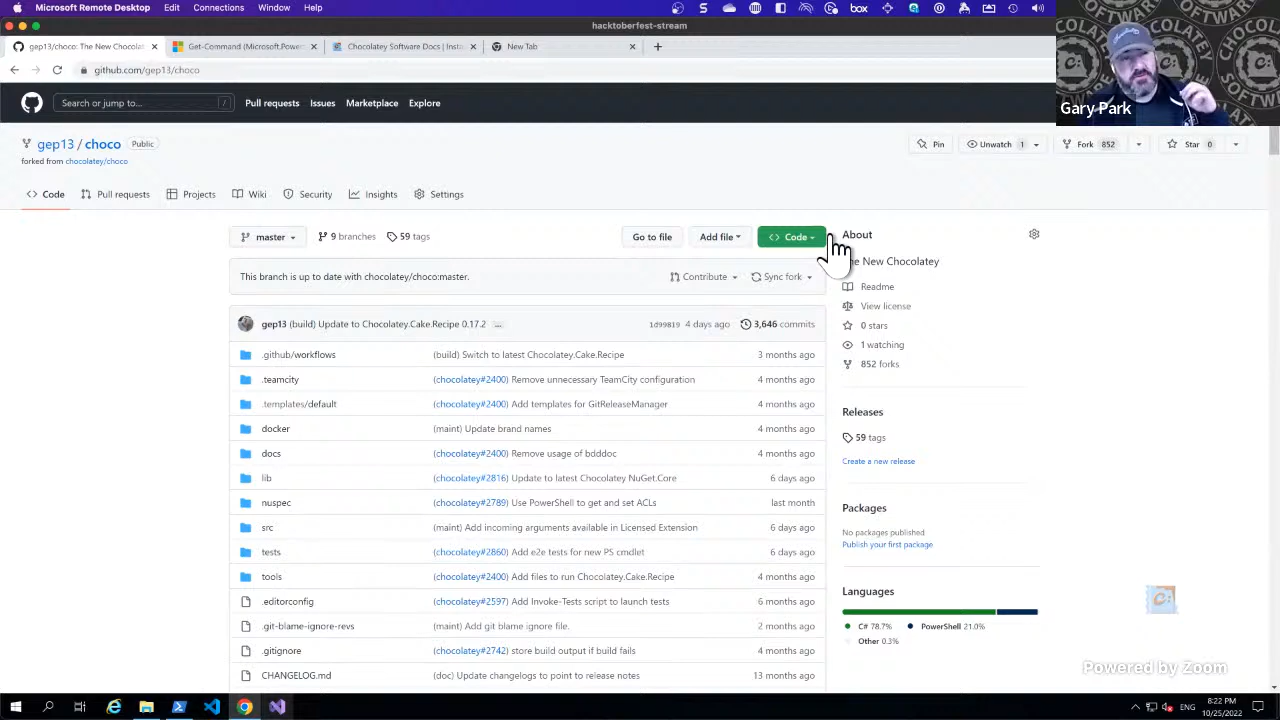 Microsoft Remote Desktop Edit Connections Window Help box
hacktoberfest-stream
gep13/choco: The New Chocolat Get-Command (Microsoft.Power Chocolatey Software Docs | Insta New Tab
github.com/gep13/choco
Gary Park
Search or jump to... / Pull requests Issues Marketplace Explore
gep13 / choco Public Pin Unwatch 1 Fork 852 Star 0
forked from chocolatey/choco
Code Pull requests Projects Wiki Security Insights Settings
master 9 branches 59 tags Go to file Add file Code About
This branch is up to date with chocolatey/choco:master. Contribute Sync fork
New Chocolatey
Readme
View license
0 stars
1 watching
852 forks
gep13 (build) Update to Chocolatey.Cake.Recipe 0.17.2 ... 1d99819 4 days ago 3,646 commits
.github/workflows (build) Switch to latest Chocolatey.Cake.Recipe 3 months ago
.teamcity (chocolatey#2400) Remove unnecessary TeamCity configuration 4 months ago
.templates/default (chocolatey#2400) Add templates for GitReleaseManager 4 months ago
docker (maint) Update brand names 4 months ago
docs (chocolatey#2400) Remove usage of bdddoc 4 months ago
lib (chocolatey#2816) Update to latest Chocolatey NuGet.Core 6 days ago
nuspec (chocolatey#2789) Use PowerShell to get and set ACLs last month
src (maint) Add incoming arguments available in Licensed Extension 6 days ago
tests (chocolatey#2860) Add e2e tests for new PS cmdlet 6 days ago
tools (chocolatey#2400) Add files to run Chocolatey.Cake.Recipe 4 months ago
.editorconfig (chocolatey#2597) Add Invoke-Tests script to launch tests 6 months ago
.git-blame-ignore-revs (maint) Add git blame ignore file. 2 months ago
.gitignore (chocolatey#2742) store build output if build fails 4 months ago
CHANGELOG.md (doc) Update changelogs to point to release notes 13 months ago
Releases
59 tags
Create a new release
Packages
No packages published
Publish your first package
Languages
C# 78.7% PowerShell 21.0%
Other 0.3%
Powered by Zoom
ENG 8:22 PM
10/25/2022